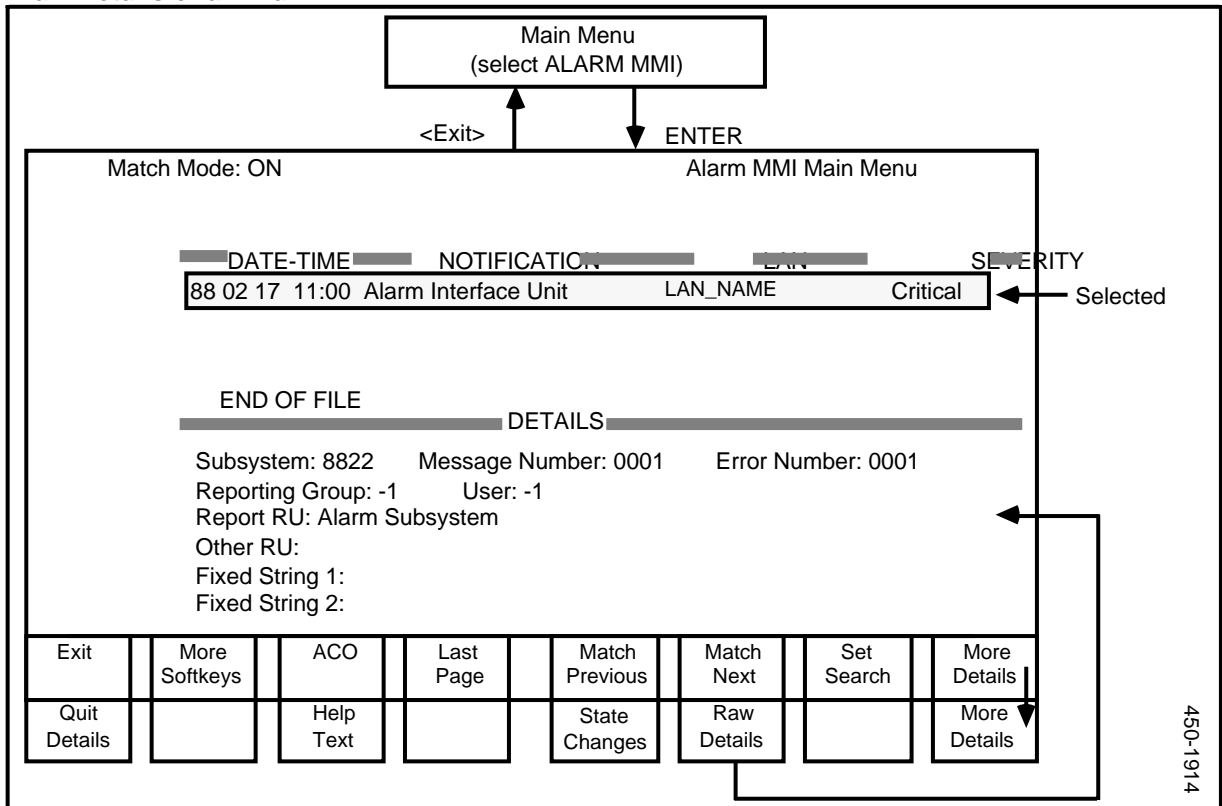 Main Menu
(select ALARM MMI)
<Exit> ENTER
Match Mode: ON Alarm MMI Main Menu
DATE-TIME NOTIFICATION LAN SEVERITY
88 02 17 11:00 Alarm Interface Unit LAN_NAME Critical
Selected
END OF FILE
DETAILS
Subsystem: 8822 Message Number: 0001 Error Number: 0001
Reporting Group: -1 User: -1
Report RU: Alarm Subsystem
Other RU:
Fixed String 1:
Fixed String 2:
Exit
More
Softkeys
ACO
Last
Page
Match
Previous
Match
Next
Set
Search
More
Details
Quit
Details
Help
Text
State
Changes
Raw
Details
More
Details
450-1914